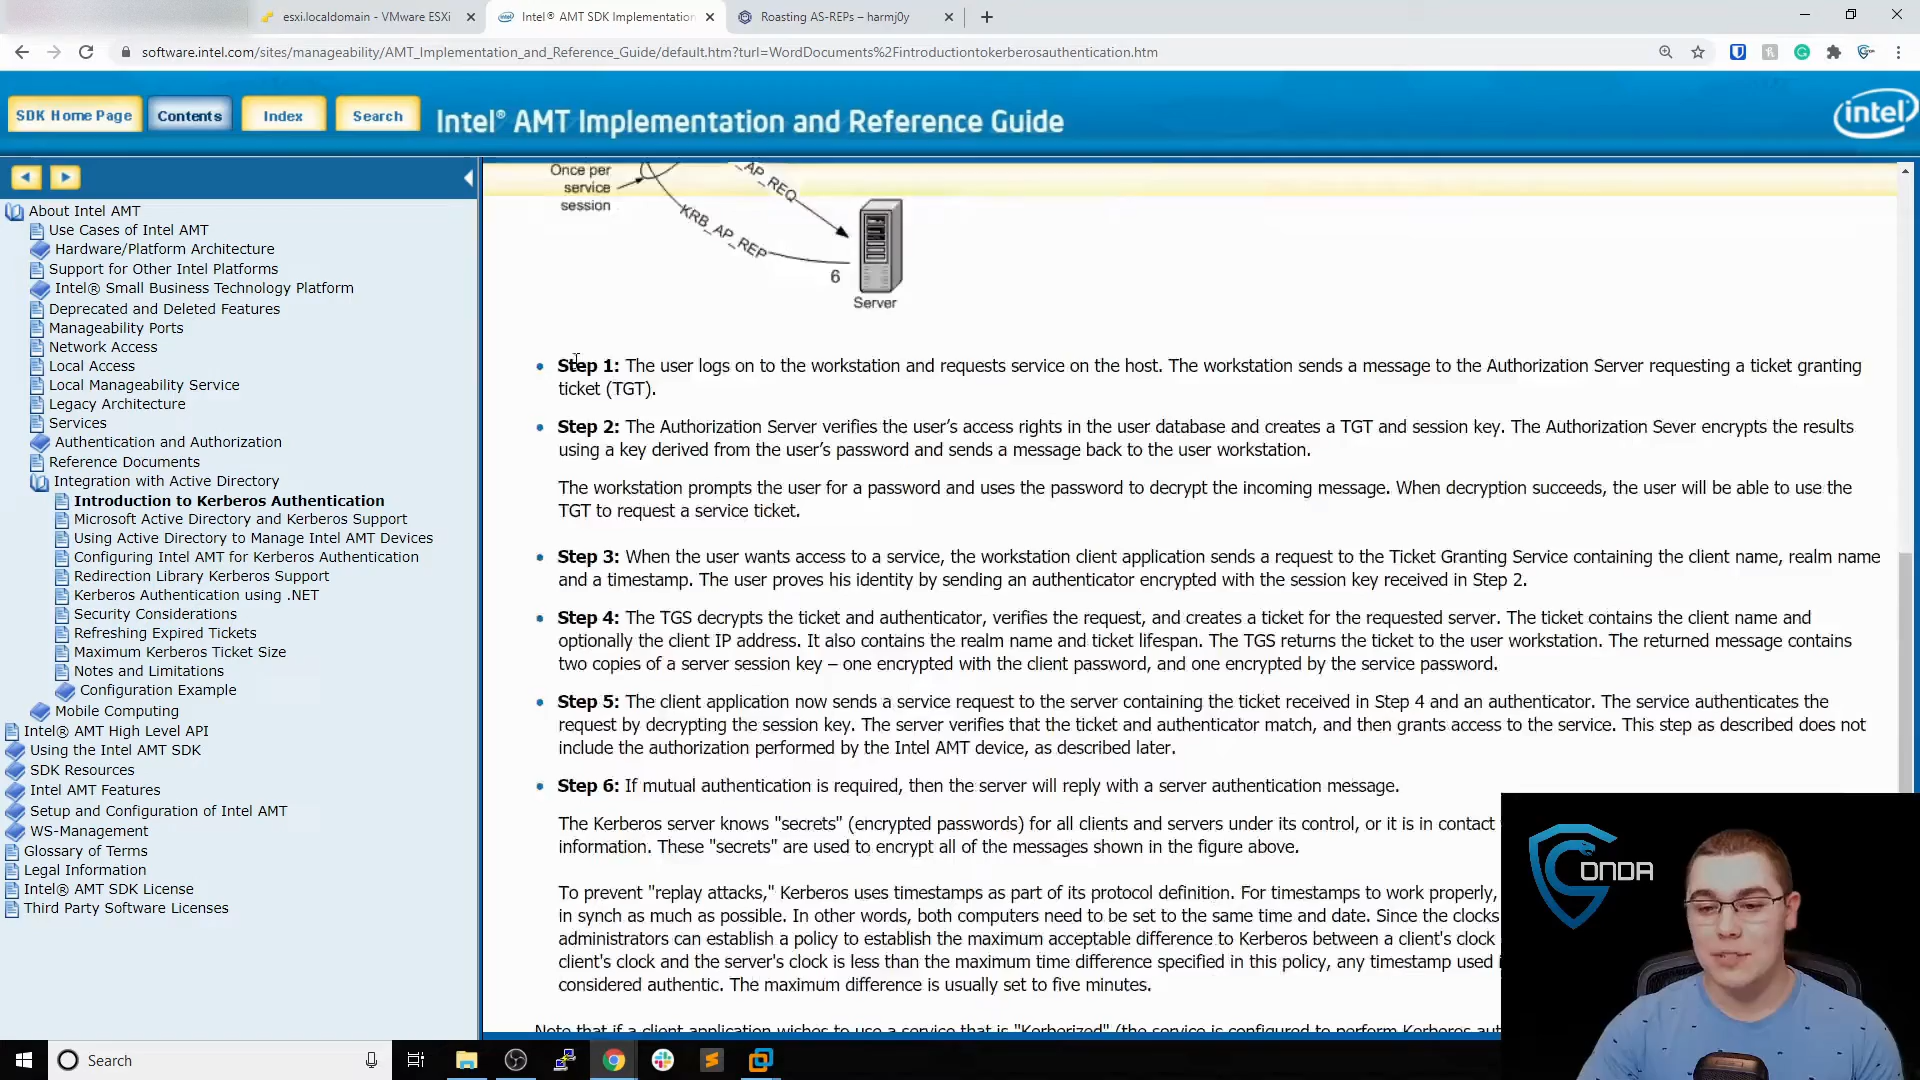 esxi.localdomain - VMware ESXi
Intel® AMT SDK Implementation
Roasting AS-REPs – harmj0y
software.intel.com/sites/manageability/AMT_Implementation_and_Reference_Guide/default.htm?turl=WordDocuments%2Fintroductiontokerberosauthentication.htm
SDK Home Page
Contents
Index
Search
Intel® AMT Implementation and Reference Guide
intel
About Intel AMT
Use Cases of Intel AMT
Hardware/Platform Architecture
Support for Other Intel Platforms
Intel® Small Business Technology Platform
Deprecated and Deleted Features
Manageability Ports
Network Access
Local Access
Local Manageability Service
Legacy Architecture
Services
Authentication and Authorization
Reference Documents
Integration with Active Directory
Introduction to Kerberos Authentication
Microsoft Active Directory and Kerberos Support
Using Active Directory to Manage Intel AMT Devices
Configuring Intel AMT for Kerberos Authentication
Redirection Library Kerberos Support
Kerberos Authentication using .NET
Security Considerations
Refreshing Expired Tickets
Maximum Kerberos Ticket Size
Notes and Limitations
Configuration Example
Mobile Computing
Intel® AMT High Level API
Using the Intel AMT SDK
SDK Resources
Intel AMT Features
Setup and Configuration of Intel AMT
WS-Management
Glossary of Terms
Legal Information
Intel® AMT SDK License
Third Party Software Licenses
Once per
service
session
_AP_REQ
KRB_AP_REP
6
Server
Step 1: The user logs on to the workstation and requests service on the host. The workstation sends a message to the Authorization Server requesting a ticket granting
ticket (TGT).
Step 2: The Authorization Server verifies the user's access rights in the user database and creates a TGT and session key. The Authorization Sever encrypts the results
using a key derived from the user's password and sends a message back to the user workstation.
The workstation prompts the user for a password and uses the password to decrypt the incoming message. When decryption succeeds, the user will be able to use the
TGT to request a service ticket.
Step 3: When the user wants access to a service, the workstation client application sends a request to the Ticket Granting Service containing the client name, realm name
and a timestamp. The user proves his identity by sending an authenticator encrypted with the session key received in Step 2.
Step 4: The TGS decrypts the ticket and authenticator, verifies the request, and creates a ticket for the requested server. The ticket contains the client name and
optionally the client IP address. It also contains the realm name and ticket lifespan. The TGS returns the ticket to the user workstation. The returned message contains
two copies of a server session key – one encrypted with the client password, and one encrypted by the service password.
Step 5: The client application now sends a service request to the server containing the ticket received in Step 4 and an authenticator. The service authenticates the
request by decrypting the session key. The server verifies that the ticket and authenticator match, and then grants access to the service. This step as described does not
include the authorization performed by the Intel AMT device, as described later.
Step 6: If mutual authentication is required, then the server will reply with a server authentication message.
The Kerberos server knows "secrets" (encrypted passwords) for all clients and servers under its control, or it is in contact
information. These "secrets" are used to encrypt all of the messages shown in the figure above.
To prevent "replay attacks," Kerberos uses timestamps as part of its protocol definition. For timestamps to work properly,
in synch as much as possible. In other words, both computers need to be set to the same time and date. Since the clocks
administrators can establish a policy to establish the maximum acceptable difference to Kerberos between a client's clock
client's clock and the server's clock is less than the maximum time difference specified in this policy, any timestamp used
considered authentic. The maximum difference is usually set to five minutes.
Note that if a client application wishes to use a service that is "Kerberized" (the service is configured to perform Kerberos
GONDA
Search